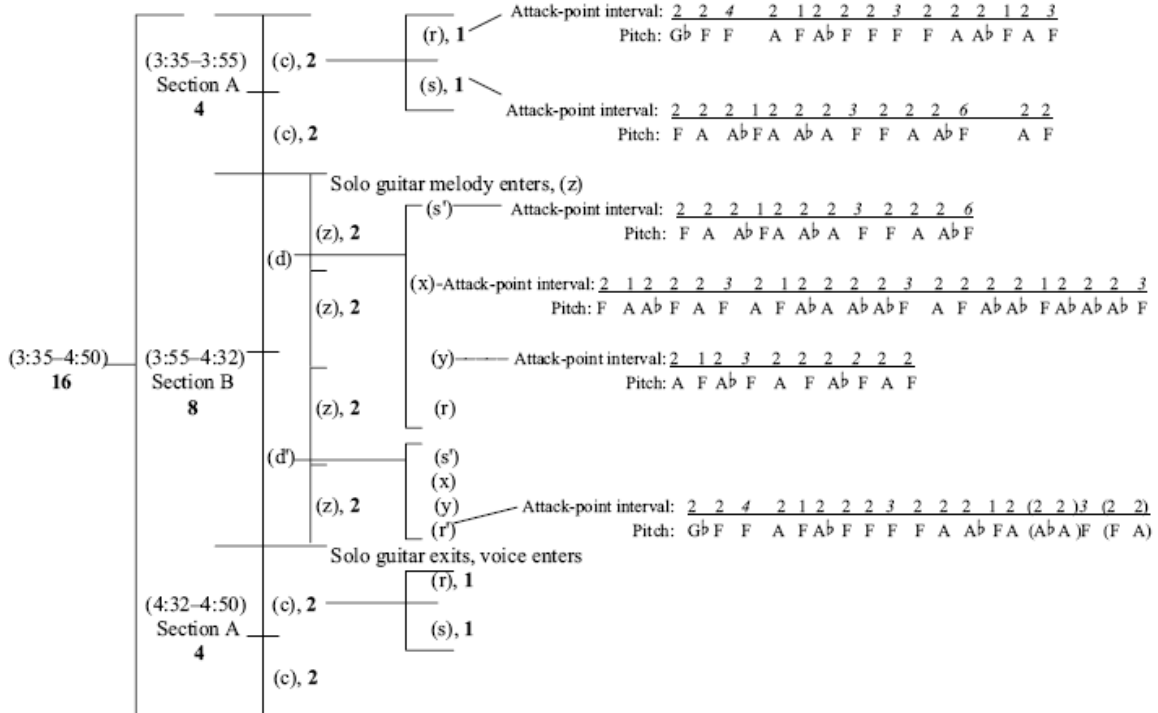 Attack-point interval: 2 2 4 2 1 2 2 2 3 2 2 2 1 2 3
(r), 1
Pitch: G♭ F F A F A♭ F F F F A A♭ F A F
(3:35–3:55)
(c), 2
Section A
(s), 1
4
Attack-point interval: 2 2 2 1 2 2 2 3 2 2 2 6 2 2
(c), 2
Pitch: F A A♭ F A A♭ A F F A A♭ F A F
Solo guitar melody enters, (z)
(s')
Attack-point interval: 2 2 2 1 2 2 2 3 2 2 2 6
(z), 2
Pitch: F A A♭ F A A♭ A F F A A♭ F
(d)
(x)-Attack-point interval: 2 1 2 2 2 3 2 1 2 2 2 2 3 2 2 2 2 1 2 2 2 3
(z), 2
Pitch: F A A♭ F A F A F A♭ A A♭ A♭ F A F A♭ A♭ F A♭ A♭ A♭ F
(3:35–4:50)
16
(3:55–4:32)
Section B
8
(y)
Attack-point interval: 2 1 2 3 2 2 2 2 2 2
Pitch: A F A♭ F A F A♭ F A F
(z), 2
(r)
(d')
(s')
(x)
(z), 2
(y)
Attack-point interval: 2 2 4 2 1 2 2 2 3 2 2 2 1 2 (2 2 )3 (2 2)
(r')
Pitch: G♭ F F A F A♭ F F F F A A♭ F A (A♭ A )F (F A)
Solo guitar exits, voice enters
(r), 1
(4:32–4:50)
(c), 2
Section A
(s), 1
4
(c), 2